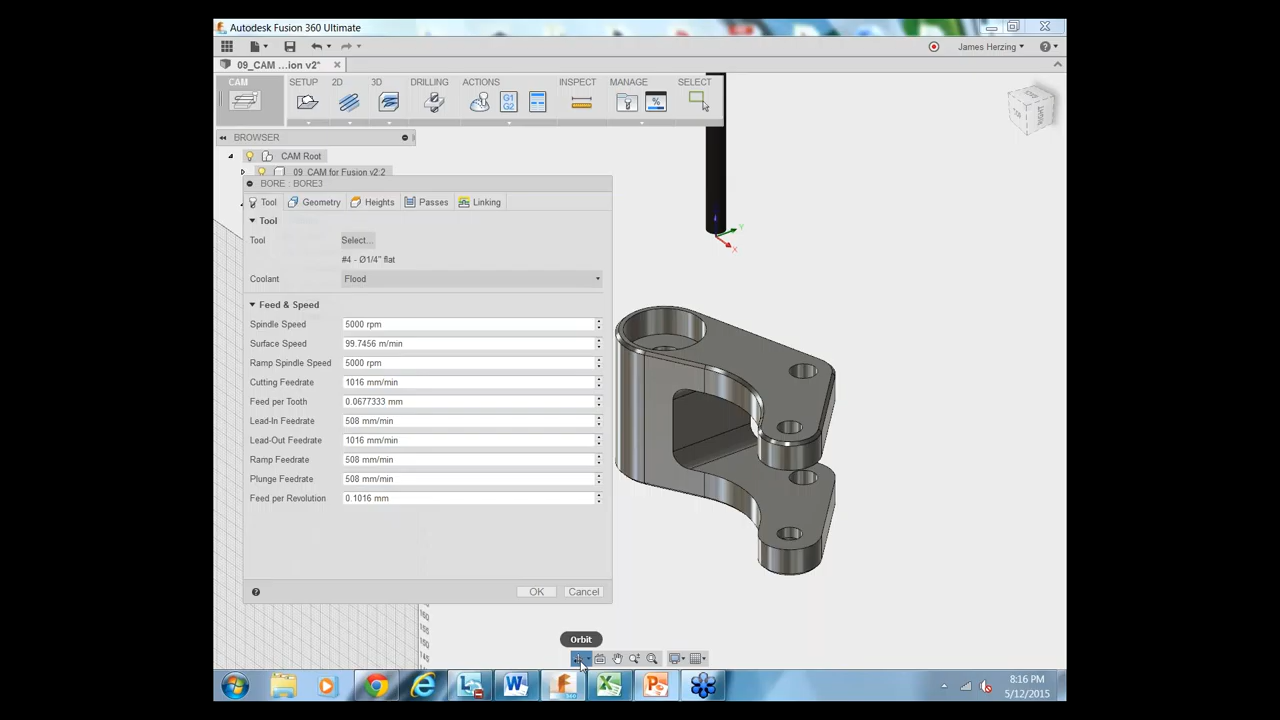 Autodesk Fusion 360 Ultimate
James Herzing
09_CAM ...ion v2*
CAM
SETUP 2D 3D DRILLING ACTIONS INSPECT MANAGE SELECT
G1
G2
%
BROWSER
CAM Root
09_CAM for Fusion v2:2
BORE : BORE3
Tool Geometry Heights Passes Linking
Tool
Tool Select...
#4 - Ø1/4" flat
Coolant Flood
Feed & Speed
Spindle Speed 5000 rpm
Surface Speed 99.7456 m/min
Ramp Spindle Speed 5000 rpm
Cutting Feedrate 1016 mm/min
Feed per Tooth 0.0677333 mm
Lead-In Feedrate 508 mm/min
Lead-Out Feedrate 1016 mm/min
Ramp Feedrate 508 mm/min
Plunge Feedrate 508 mm/min
Feed per Revolution 0.1016 mm
OK Cancel
Y
X
Orbit
8:16 PM
5/12/2015